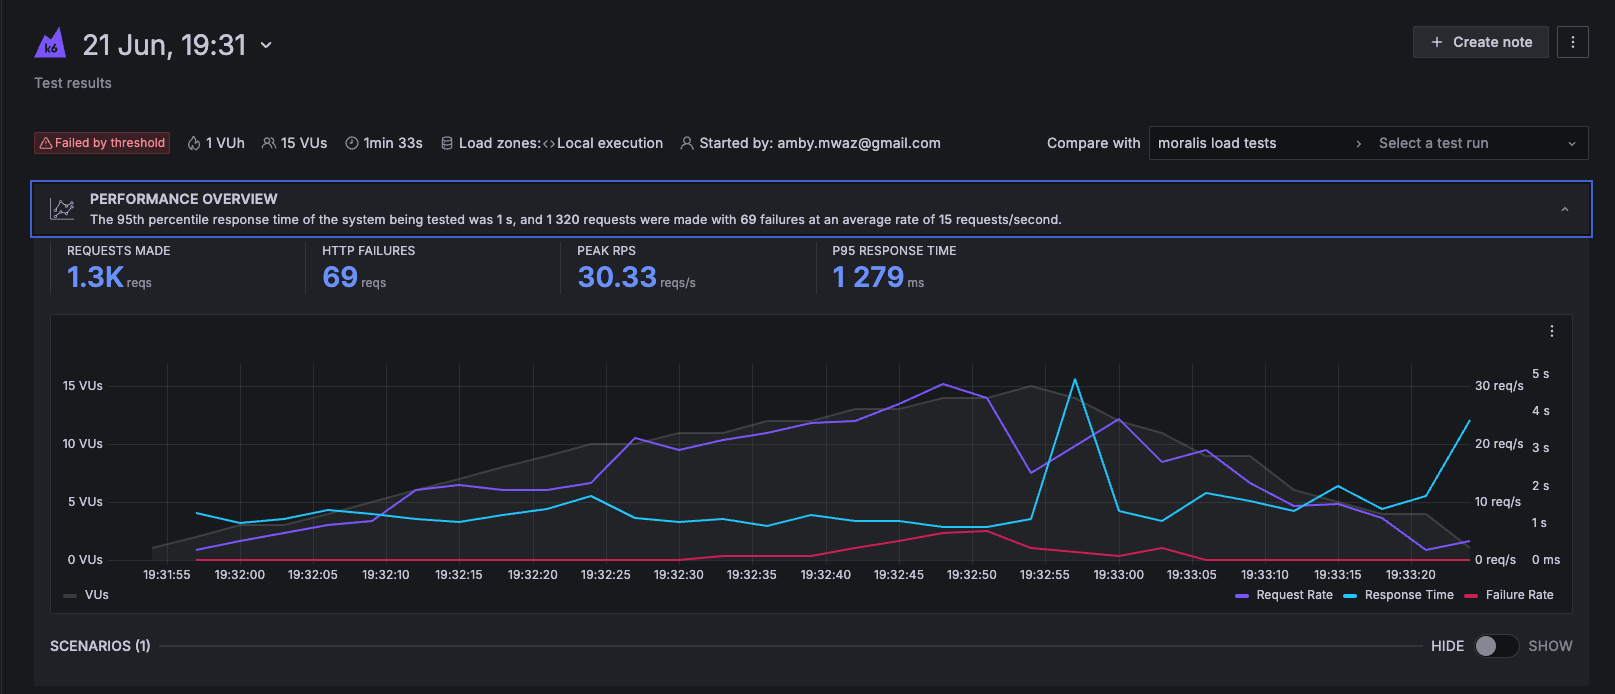 k6
21 Jun, 19:31
Create note
Test results
Failed by threshold
1 VUh
15 VUs
1min 33s
Load zones: Local execution
Started by: amby.mwaz@gmail.com
Compare with
moralis load tests
Select a test run
PERFORMANCE OVERVIEW
The 95th percentile response time of the system being tested was 1 s, and 1 320 requests were made with 69 failures at an average rate of 15 requests/second.
REQUESTS MADE
1.3K reqs
HTTP FAILURES
69 reqs
PEAK RPS
30.33 reqs/s
P95 RESPONSE TIME
1 279 ms
15 VUs
10 VUs
5 VUs
0 VUs
30 req/s
20 req/s
10 req/s
0 req/s
5 s
4 s
3 s
2 s
1 s
0 ms
19:31:55
19:32:00
19:32:05
19:32:10
19:32:15
19:32:20
19:32:25
19:32:30
19:32:35
19:32:40
19:32:45
19:32:50
19:32:55
19:33:00
19:33:05
19:33:10
19:33:15
19:33:20
VUs
Request Rate
Response Time
Failure Rate
SCENARIOS (1)
HIDE
SHOW